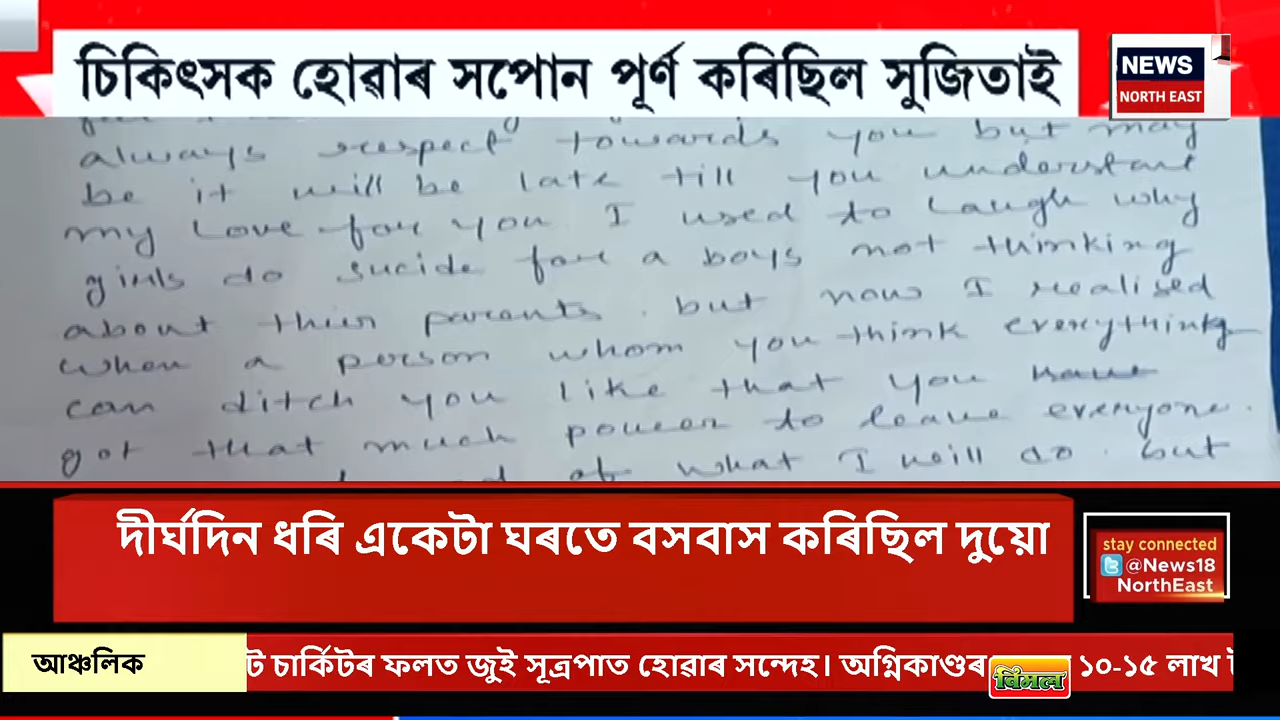 চিকিৎসক হোৱাৰ সপোন পূৰ্ণ কৰিছিল সুজিতাই
NEWS
NORTH EAST
always respect towards you but may
be it will be late till you understant
my love for you I used to laugh why
girls do sucide for a boys not thinking
about thier parents. but now I realised
when a person whom you think everything
can ditch you like that you
got that much power to leave everyone.
of what I will do. but
দীৰ্ঘদিন ধৰি একেটা ঘৰতে বসবাস কৰিছিল দুয়ো
stay connected
@News18
NorthEast
আঞ্চলিক
ট চাৰ্কিটৰ ফলত জুই সূত্ৰপাত হোৱাৰ সন্দেহ। অগ্নিকাণ্ডৰ
विमल
১০-১৫ লাখ